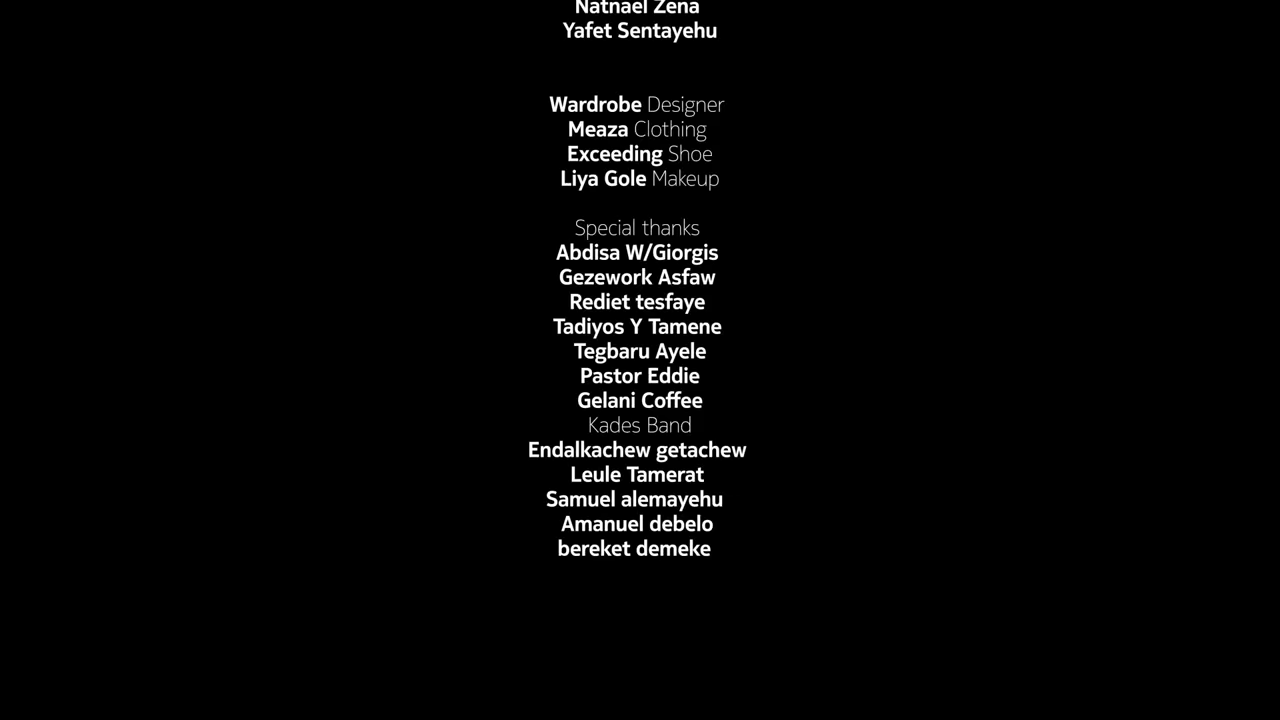 Natnael Zena
Yafet Sentayehu
Wardrobe Designer
Meaza Clothing
Exceeding Shoe
Liya Gole Makeup
Special thanks
Abdisa W/Giorgis
Gezework Asfaw
Rediet tesfaye
Tadiyos Y Tamene
Tegbaru Ayele
Pastor Eddie
Gelani Coffee
Kades Band
Endalkachew getachew
Leule Tamerat
Samuel alemayehu
Amanuel debelo
bereket demeke